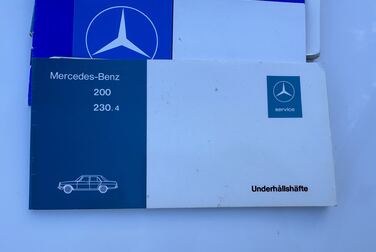 Mercedes-Benz
200
230.4
service
Underhållshäfte